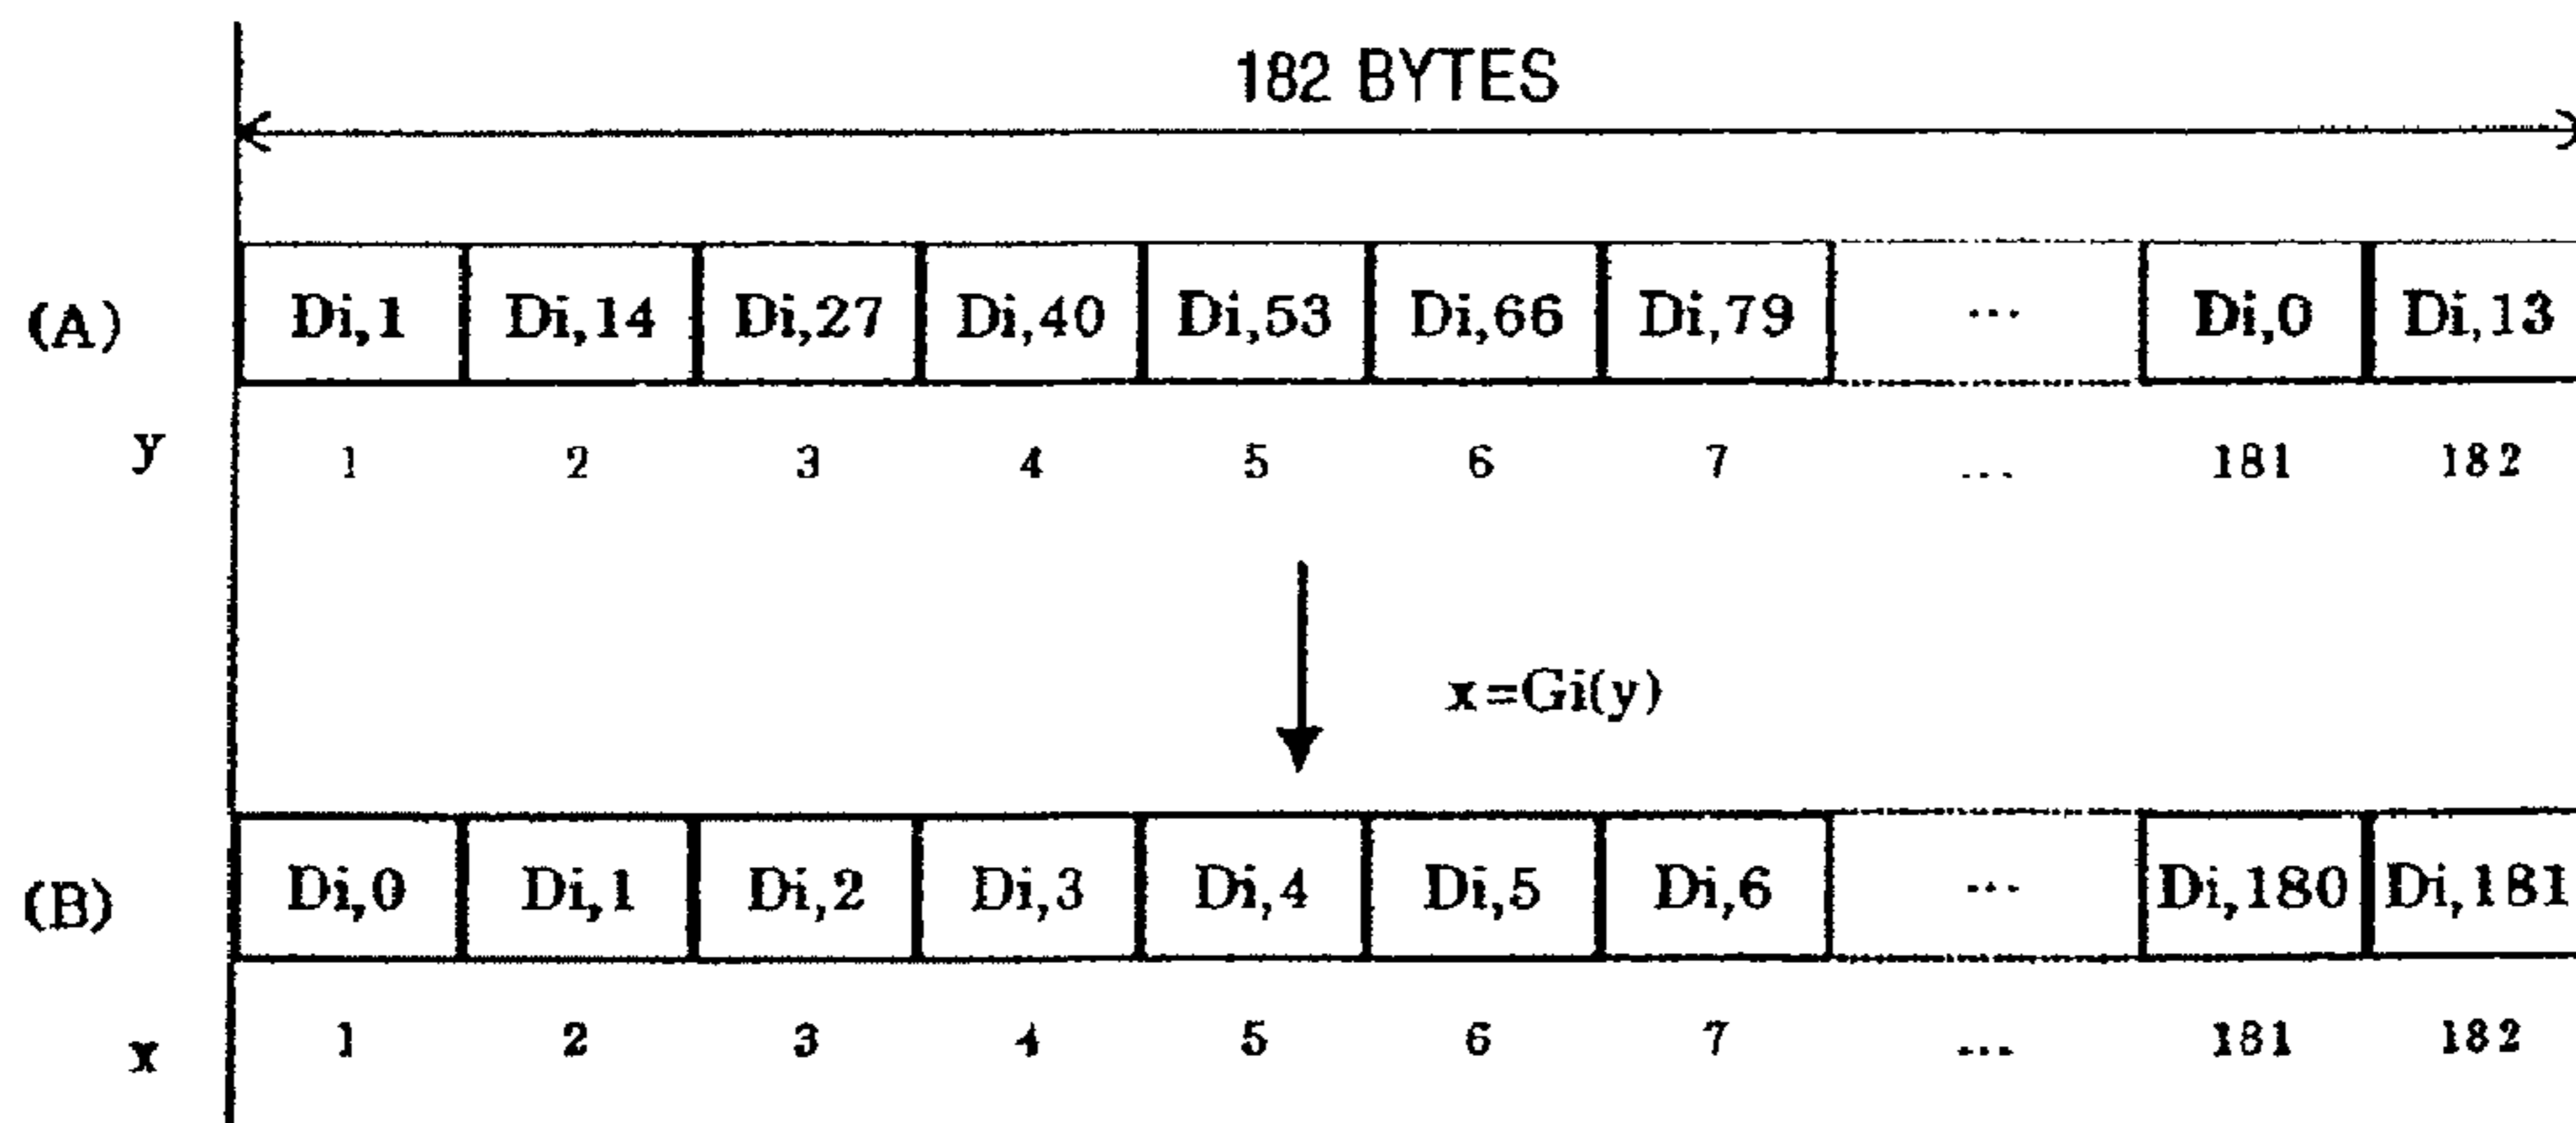 182 BYTES
(A) Di,1 Di,14 Di,27 Di,40 Di,53 Di,66 Di,79 ... Di,0 Di,13
y 1 2 3 4 5 6 7 ... 181 182
x=Gi(y)
(B) Di,0 Di,1 Di,2 Di,3 Di,4 Di,5 Di,6 ... Di,180 Di,181
x 1 2 3 4 5 6 7 ... 181 182